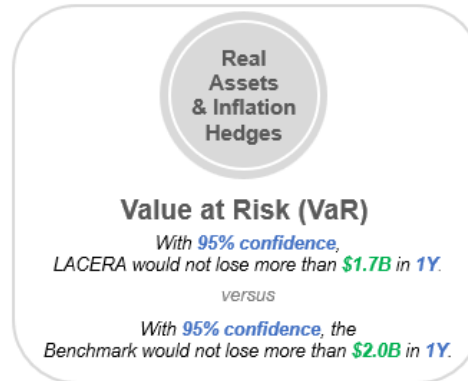 Real
Assets
& Inflation
Hedges
Value at Risk (VaR)
With 95% confidence,
LACERA would not lose more than $1.7B in 1Y.
versus
With 95% confidence, the
Benchmark would not lose more than $2.0B in 1Y.